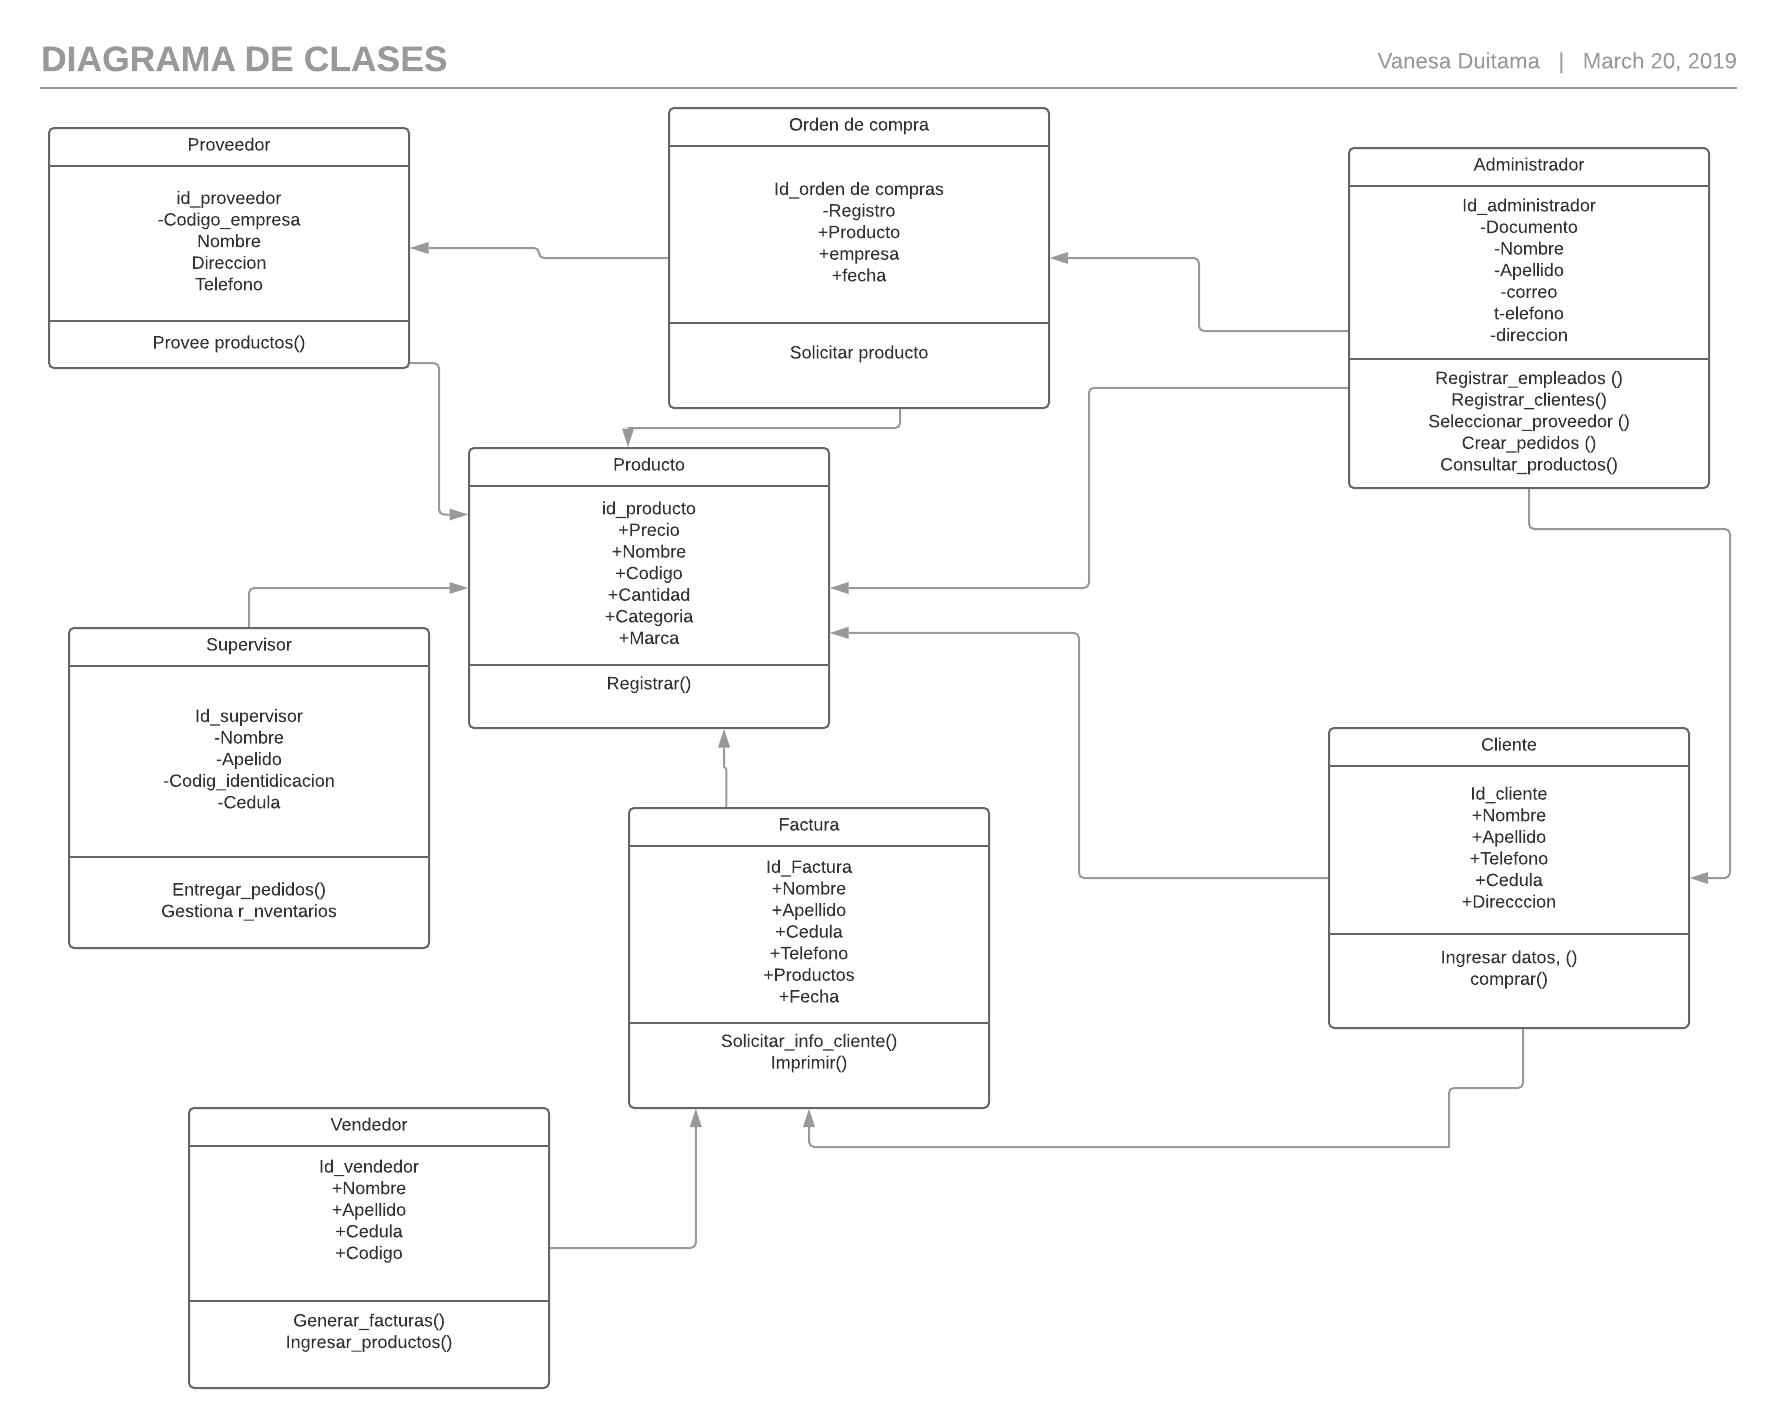 DIAGRAMA DE CLASES
Vanesa Duitama | March 20, 2019
Proveedor
id_proveedor
-Codigo_empresa
Nombre
Direccion
Telefono
Provee productos()
Orden de compra
Id_orden de compras
-Registro
+Producto
+empresa
+fecha
Solicitar producto
Administrador
Id_administrador
-Documento
-Nombre
-Apellido
-correo
t-elefono
-direccion
Registrar_empleados ()
Registrar_clientes()
Seleccionar_proveedor ()
Crear_pedidos ()
Consultar_productos()
Producto
id_producto
+Precio
+Nombre
+Codigo
+Cantidad
+Categoria
+Marca
Registrar()
Supervisor
Id_supervisor
-Nombre
-Apelido
-Codig_identidicacion
-Cedula
Entregar_pedidos()
Gestiona r_nventarios
Cliente
Id_cliente
+Nombre
+Apellido
+Telefono
+Cedula
+Direcccion
Ingresar datos, ()
comprar()
Factura
Id_Factura
+Nombre
+Apellido
+Cedula
+Telefono
+Productos
+Fecha
Solicitar_info_cliente()
Imprimir()
Vendedor
Id_vendedor
+Nombre
+Apellido
+Cedula
+Codigo
Generar_facturas()
Ingresar_productos()